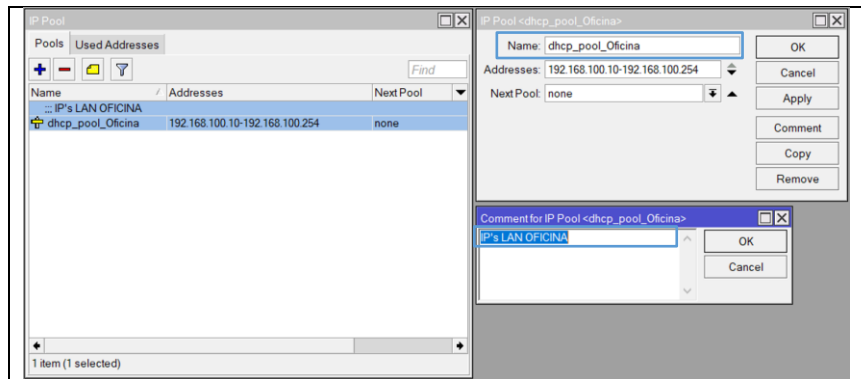 IP Pool
Pools Used Addresses
Find
Name Addresses Next Pool
::: IP's LAN OFICINA
dhcp_pool_Oficina 192.168.100.10-192.168.100.254 none
1 item (1 selected)
IP Pool <dhcp_pool_Oficina>
Name: dhcp_pool_Oficina
Addresses: 192.168.100.10-192.168.100.254
Next Pool: none
OK
Cancel
Apply
Comment
Copy
Remove
Comment for IP Pool <dhcp_pool_Oficina>
IP's LAN OFICINA
OK
Cancel